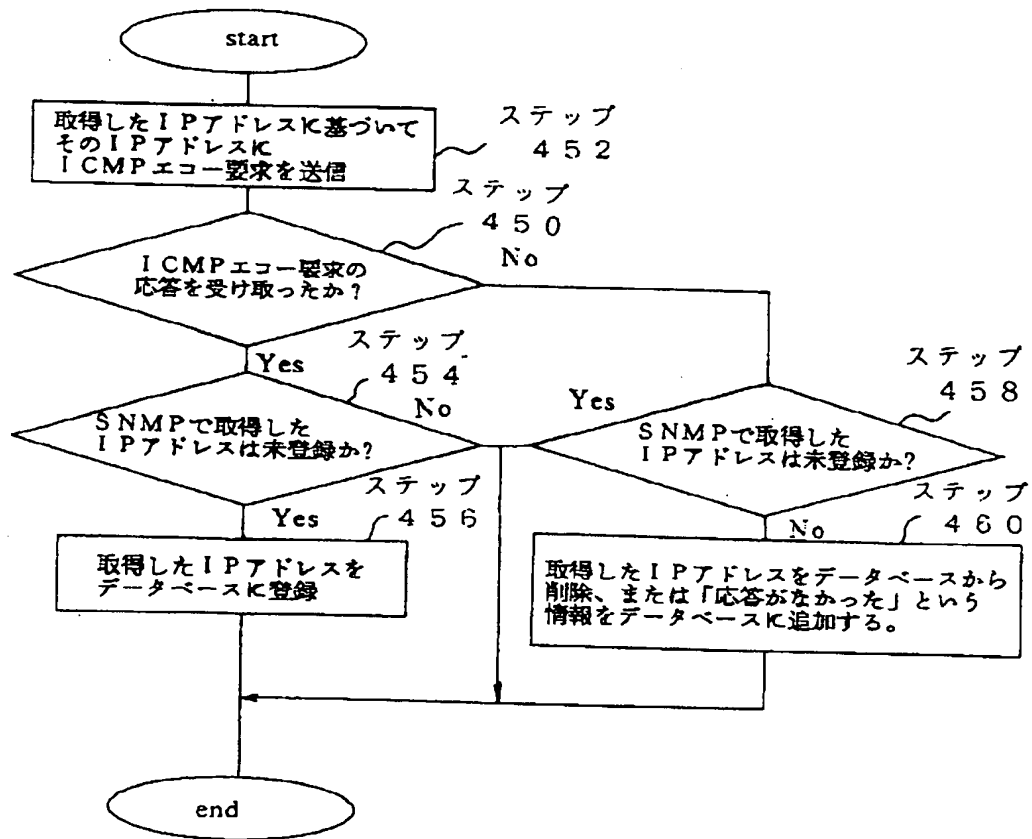 start
取得したＩＰアドレスに基づいて
そのＩＰアドレスに
ＩＣＭＰエコー要求を送信
ステップ
４５２
ステップ
４５０
ＩＣＭＰエコー要求の
応答を受け取ったか？
No
Yes
ステップ
４５４
ＳＮＭＰで取得した
ＩＰアドレスは未登録か？
No
Yes
ステップ
４５８
ＳＮＭＰで取得した
ＩＰアドレスは未登録か？
Yes
ステップ
４５６
取得したＩＰアドレスを
データベースに登録
No
ステップ
４６０
取得したＩＰアドレスをデータベースから
削除、または「応答がなかった」という
情報をデータベースに追加する。
end